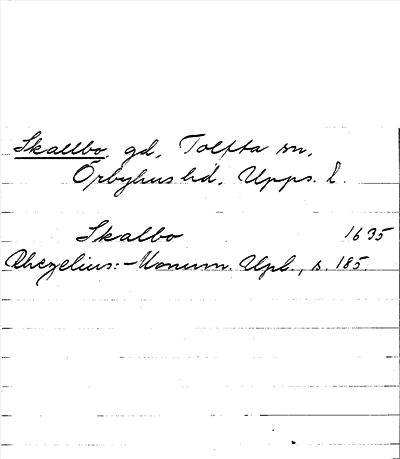 Skallbo, gd, Tolfta sn,
Örbyhus hd, Upps. l.
Skalbo 1635
Rhezelius: - Monum. Upl., s. 185.